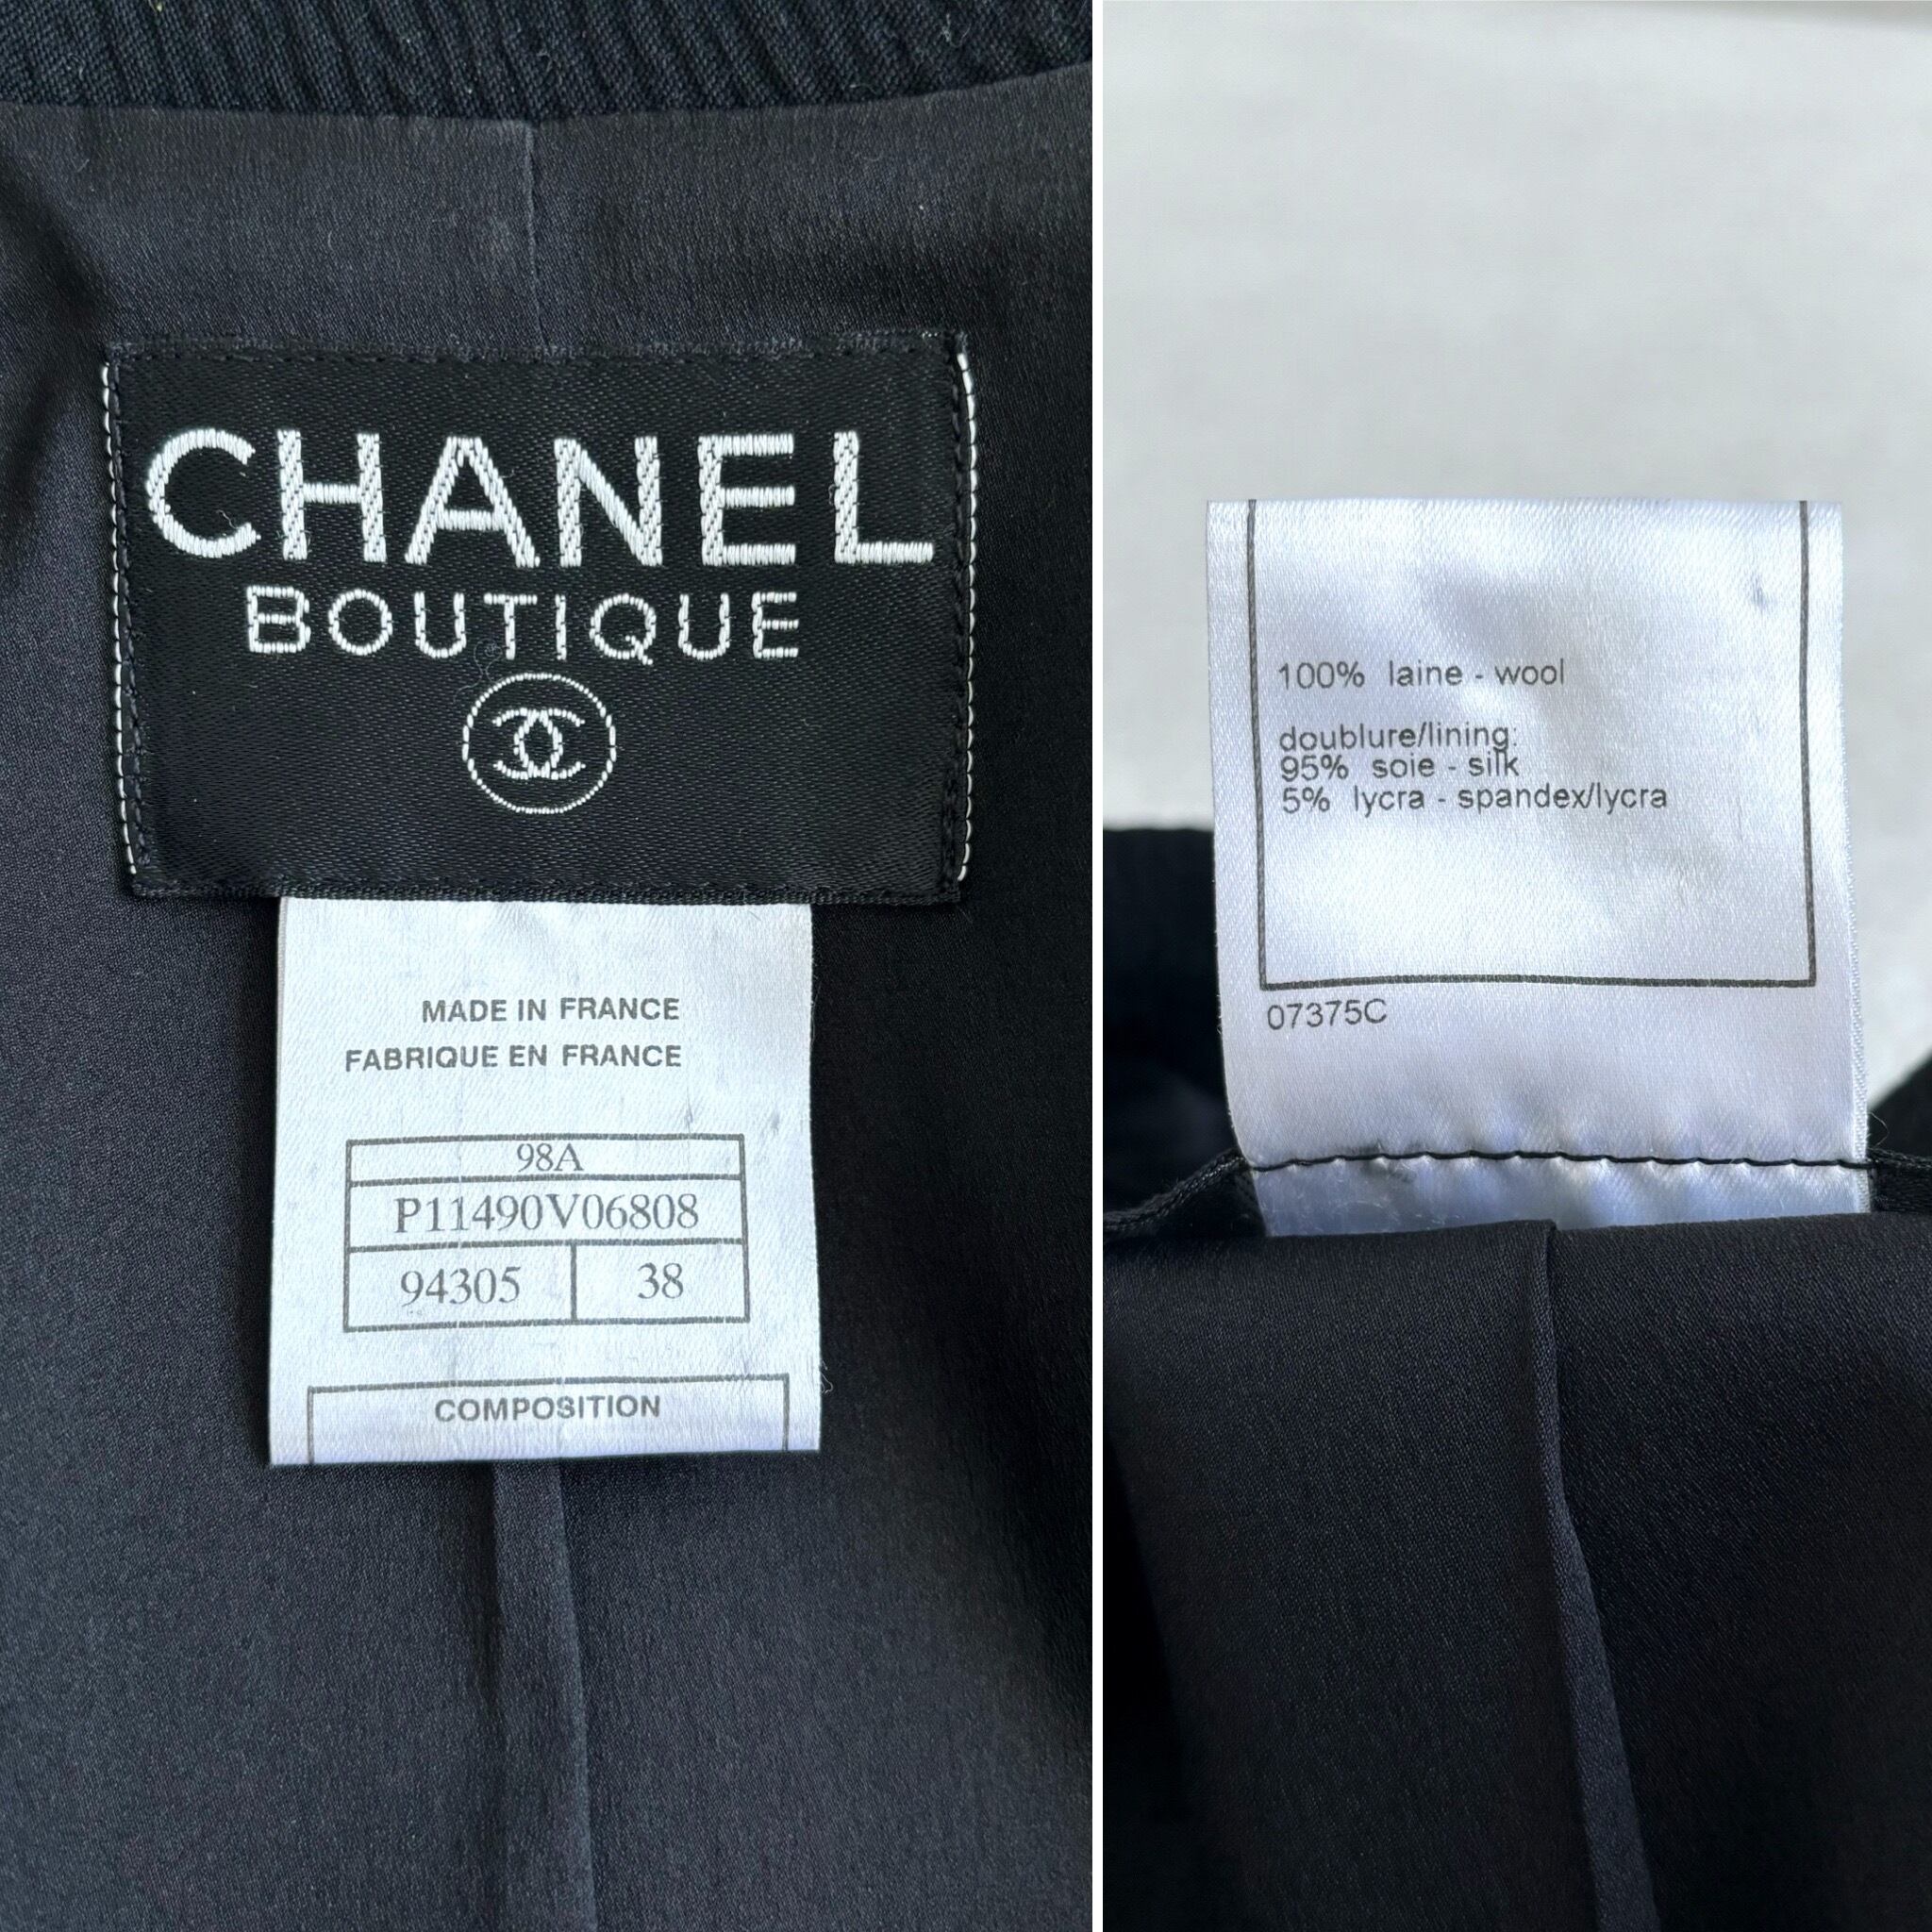 CHANEL
BOUTIQUE
MADE IN FRANCE
FABRIQUE EN FRANCE
98A
P11490V06808
94305 38
COMPOSITION
100% laine - wool
doublure/lining:
95% soie - silk
5% lycra - spandex/lycra
07375C